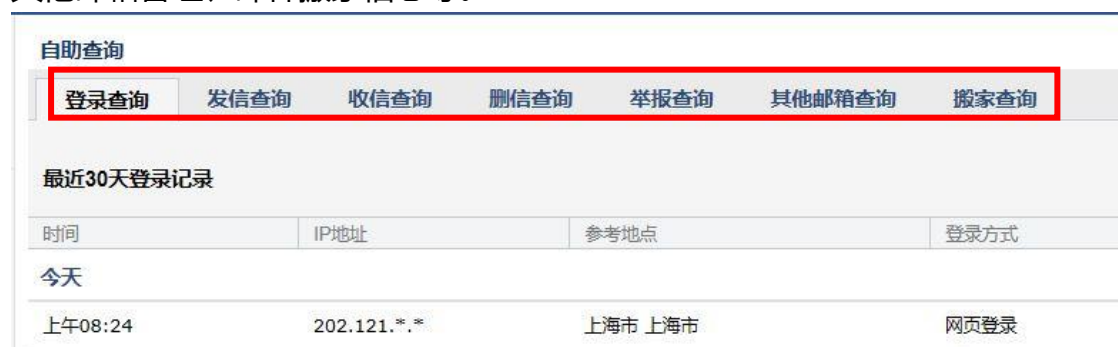 自助查询
登录查询 发信查询 收信查询 删信查询 举报查询 其他邮箱查询 搬家查询
最近30天登录记录
时间 IP地址 参考地点 登录方式
今天
上午08:24 202.121.*.* 上海市 上海市 网页登录